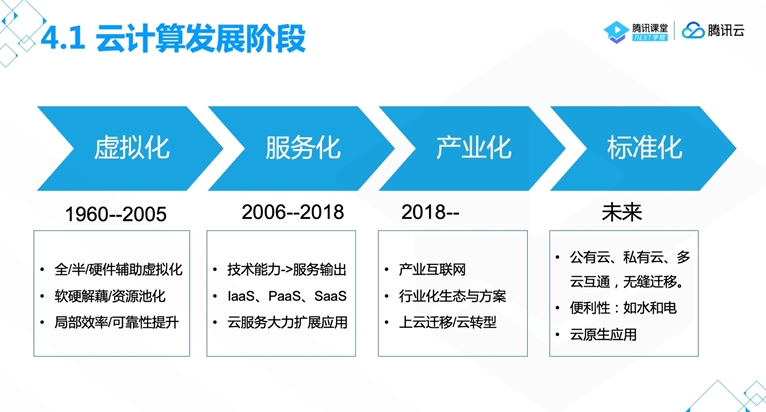 4.1 云计算发展阶段
腾讯课堂
NEXT学院
腾讯云
虚拟化
服务化
产业化
标准化
1960--2005
2006--2018
2018--
未来
• 全/半/硬件辅助虚拟化
• 软硬解藕/资源池化
• 局部效率/可靠性提升
• 技术能力->服务输出
• IaaS、PaaS、SaaS
• 云服务大力扩展应用
• 产业互联网
• 行业化生态与方案
• 上云迁移/云转型
• 公有云、私有云、多
云互通，无缝迁移。
• 便利性：如水和电
• 云原生应用